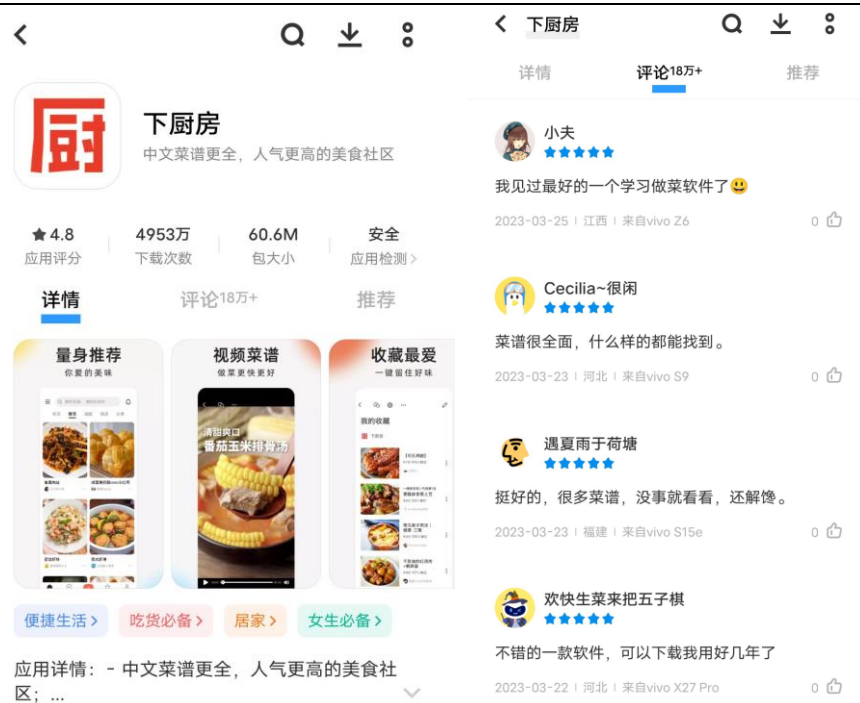 厨
下厨房
中文菜谱更全，人气更高的美食社区
4.8
4953万
60.6M
安全
应用评分
下载次数
包大小
应用检测
详情
评论18万+
推荐
量身推荐
你爱的美味
视频菜谱
做菜更快更好
清甜爽口
番茄玉米排骨汤
收藏最爱
一键留住好味
我的收藏
下厨房
便捷生活
吃货必备
居家
女生必备
应用详情：- 中文菜谱更全，人气更高的美食社
区；...
下厨房
详情
评论18万+
推荐
小夫
我见过最好的一个学习做菜软件了😃
2023-03-25 | 江西 | 来自vivo Z6
0
Cecilia~很闲
菜谱很全面，什么样的都能找到。
2023-03-23 | 河北 | 来自vivo S9
0
遇夏雨于荷塘
挺好的，很多菜谱，没事就看看，还解馋。
2023-03-23 | 福建 | 来自vivo S15e
0
欢快生菜来把五子棋
不错的一款软件，可以下载我用好几年了
2023-03-22 | 河北 | 来自vivo X27 Pro
0